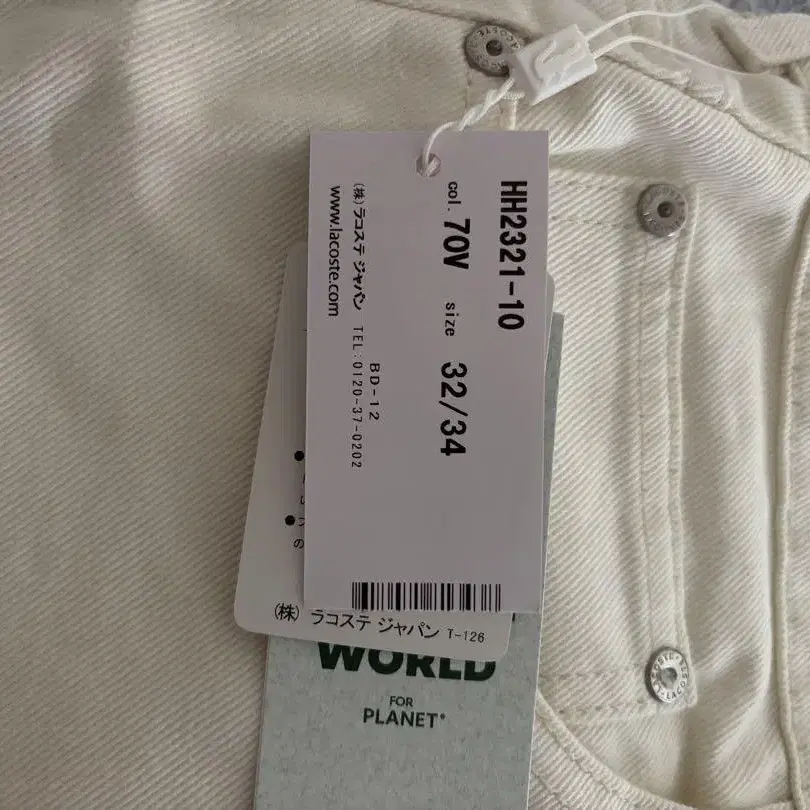 HH2321-10
col. 70V size 32/34
BD-12
(株)ラコステ ジャパン TEL:0120-37-0202
www.lacoste.com
(株) ラコステ ジャパン T-126
WORLD
FOR
PLANET*
LACOSTE